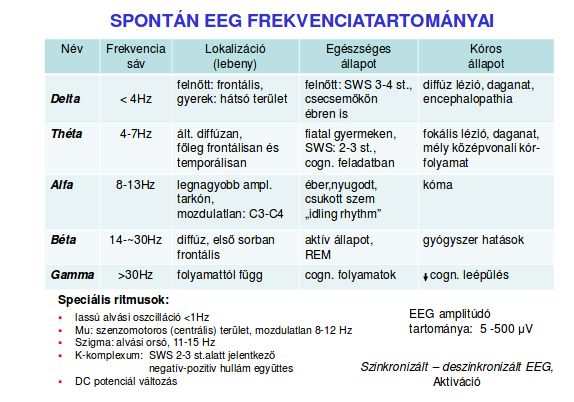 SPONTÁN EEG FREKVENCIATARTOMÁNYAI
Név
Frekvencia
sáv
Lokalizáció
(lebeny)
Egészséges
állapot
Kóros
állapot
Delta
< 4Hz
felnőtt: frontális,
gyerek: hátsó terület
felnőtt: SWS 3-4 st.,
csecsemőkön
ébren is
diffúz lézió, daganat,
encephalopathia
Théta
4-7Hz
ált. diffúzan,
főleg frontálisan és
temporálisan
fiatal gyermeken,
SWS: 2-3 st.,
cogn. feladatban
fokális lézió, daganat,
mély középvonali kór-
folyamat
Alfa
8-13Hz
legnagyobb ampl.
tarkón,
mozdulatlan: C3-C4
éber,nyugodt,
csukott szem
„idling rhythm”
kóma
Béta
14-~30Hz
diffúz, első sorban
frontális
aktív állapot,
REM
gyógyszer hatások
Gamma
>30Hz
folyamattól függ
cogn. folyamatok
cogn. leépülés
Speciális ritmusok:
lassú alvási oszcilláció <1Hz
Mu: szenzomotoros (centrális) terület, mozdulatlan 8-12 Hz
Szigma: alvási orsó, 11-15 Hz
K-komplexum: SWS 2-3 st.alatt jelentkező
negatív-pozitív hullám együttes
DC potenciál változás
EEG amplitúdó
tartománya: 5 -500 µV
Szinkronizált – deszinkronizált EEG,
Aktiváció